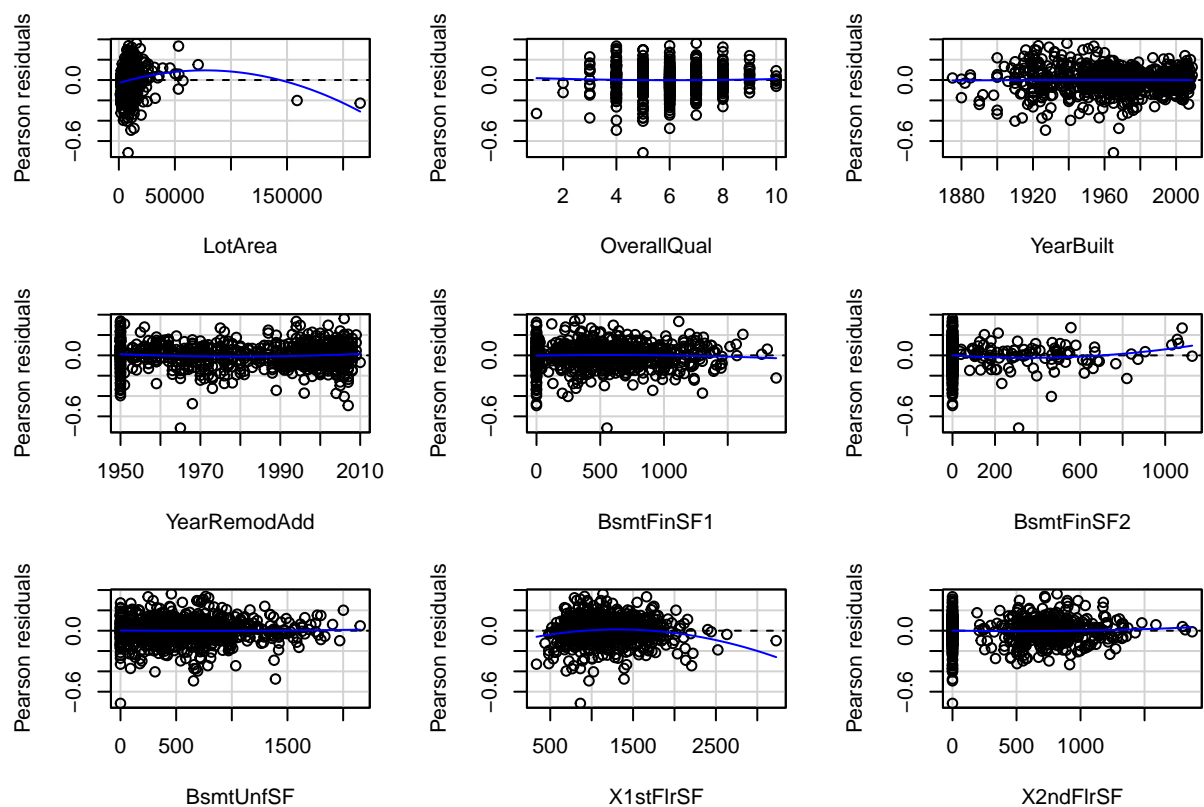 Pearson residuals
0.0
−0.6
0 50000 150000
LotArea
Pearson residuals
0.0
−0.6
2 4 6 8 10
OverallQual
Pearson residuals
0.0
−0.6
1880 1920 1960 2000
YearBuilt
Pearson residuals
0.0
−0.6
1950 1970 1990 2010
YearRemodAdd
Pearson residuals
0.0
−0.6
0 500 1000
BsmtFinSF1
Pearson residuals
0.0
−0.6
0 200 600 1000
BsmtFinSF2
Pearson residuals
0.0
−0.6
0 500 1500
BsmtUnfSF
Pearson residuals
0.0
−0.6
500 1500 2500
X1stFlrSF
Pearson residuals
0.0
−0.6
0 500 1000
X2ndFlrSF